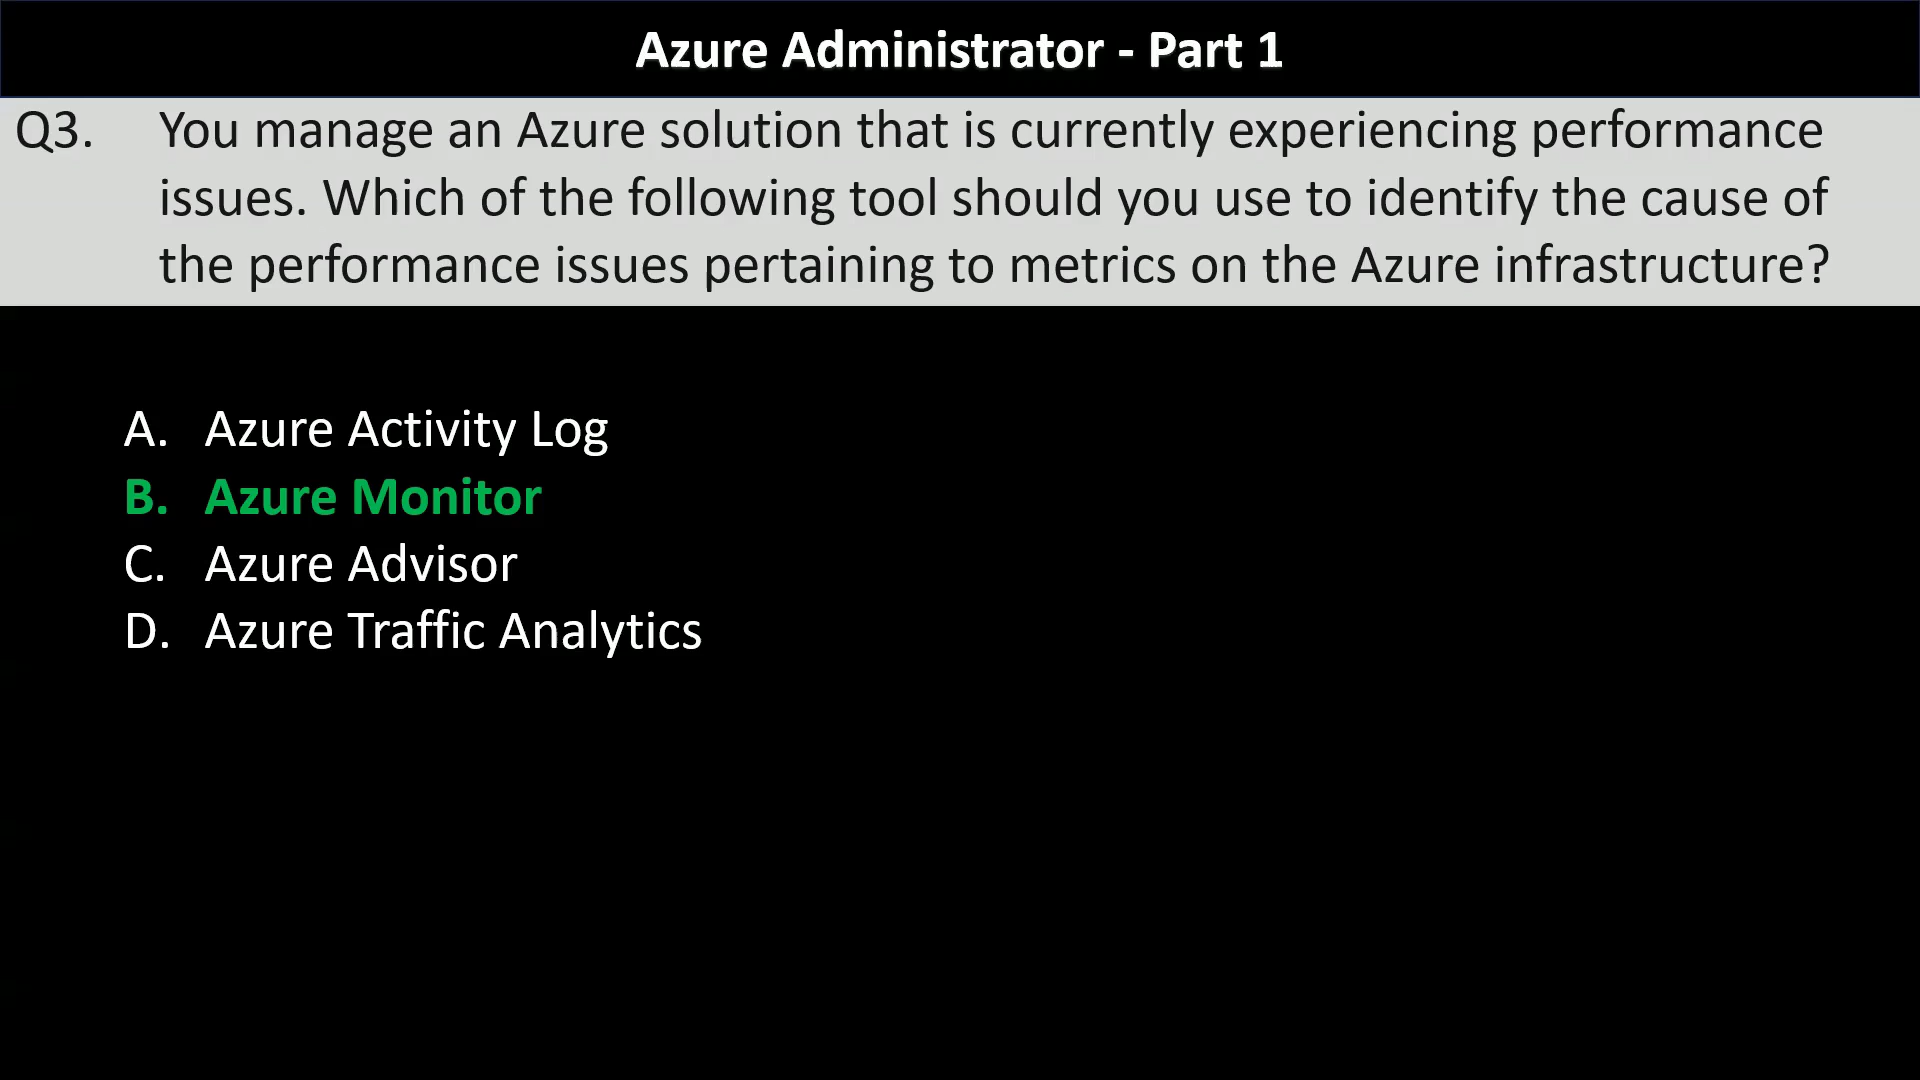 Azure Administrator - Part 1
Q3. You manage an Azure solution that is currently experiencing performance
issues. Which of the following tool should you use to identify the cause of
the performance issues pertaining to metrics on the Azure infrastructure?
A. Azure Activity Log
B. Azure Monitor
C. Azure Advisor
D. Azure Traffic Analytics